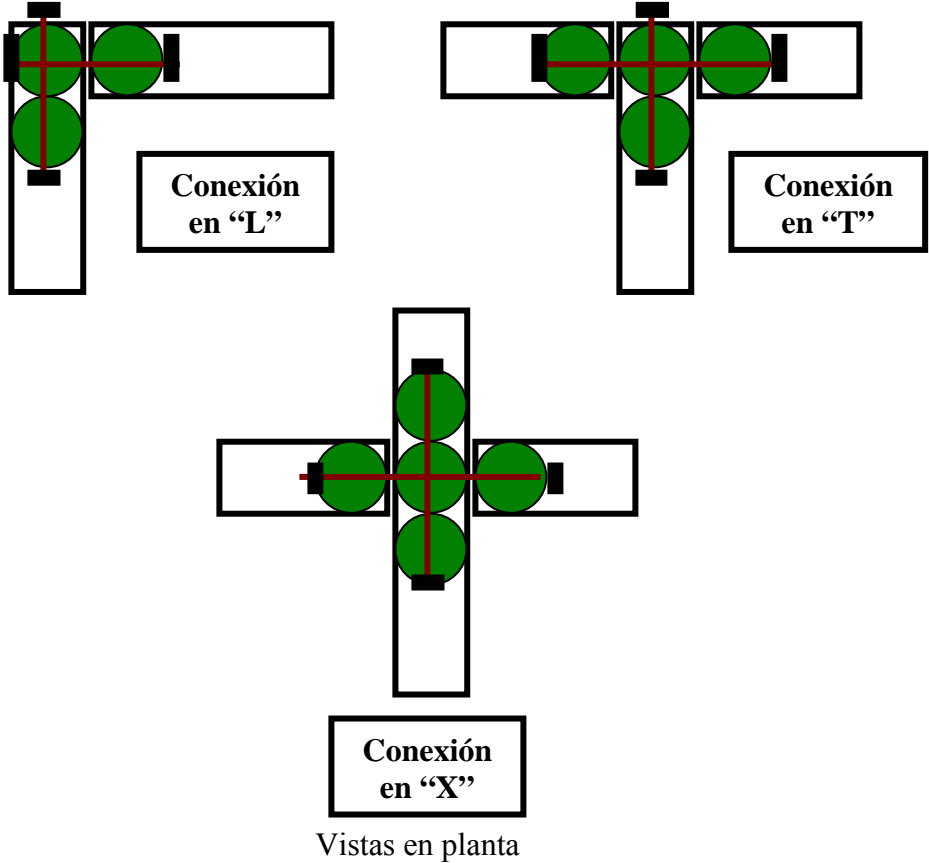 Conexión
en “L”
Conexión
en “T”
Conexión
en “X”
Vistas en planta